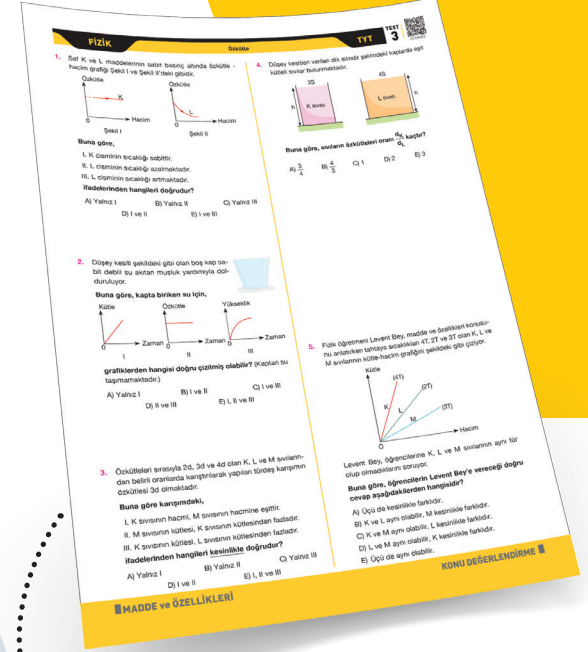 FİZİK
Özkütle
TYT
TEST
3
1. Saf K ve L maddelerinin sabit basınç altında özkütle -
hacim grafiği Şekil I ve Şekil II'deki gibidir.
Özkütle
K
0
Hacim
Şekil I
Özkütle
L
0
Hacim
Şekil II
Buna göre,
I. K cisminin sıcaklığı sabittir.
II. L cisminin sıcaklığı azalmaktadır.
III. L cisminin sıcaklığı artmaktadır.
ifadelerinden hangileri doğrudur?
A) Yalnız I
B) Yalnız II
C) Yalnız III
D) I ve II
E) I ve III
2. Düşey kesiti şekildeki gibi olan boş kap sa-
bit debili su akıtan musluk yardımıyla dol-
duruluyor.
Buna göre, kapta biriken su için,
Kütle
0
Zaman
I
Özkütle
0
Zaman
II
Yükseklik
0
Zaman
III
grafiklerden hangisi doğru çizilmiş olabilir? (Kaptan su
taşmamaktadır.)
A) Yalnız I
B) I ve II
C) I ve III
D) II ve III
E) I, II ve III
3. Özkütleleri sırasıyla 2d, 3d ve 4d olan K, L ve M sıvıların-
dan belirli oranlarda karıştırılarak yapılan türdeş karışımın
özkütlesi 3d olmaktadır.
Buna göre karışımdaki,
I. K sıvısının hacmi, M sıvısının hacmine eşittir.
II. M sıvısının kütlesi, K sıvısının kütlesinden fazladır.
III. K sıvısının kütlesi, L sıvısının kütlesinden fazladır.
ifadelerinden hangileri kesinlikle doğrudur?
A) Yalnız I
B) Yalnız II
C) Yalnız III
D) I ve II
E) I, II ve III
4. Düşey kesitleri verilen dik silindir şeklindeki kaplarda eşit
kütleli sıvılar bulunmaktadır.
3S
h
K sıvısı
4S
L sıvısı
h
Buna göre, sıvıların özkütleleri oranı dK/dL kaçtır?
A) 3/4
B) 4/3
C) 1
D) 2
E) 3
5. Fizik öğretmeni Levent Bey, madde ve özellikleri konusu-
nu anlatırken tahtaya sıcaklıkları 4T, 2T ve 3T olan K, L ve
M sıvılarının kütle-hacim grafiğini şekildeki gibi çiziyor.
Kütle
(4T)
K
(2T)
L
(3T)
M
0
Hacim
Levent Bey, öğrencilerine K, L ve M sıvılarının aynı tür
olup olmadıklarını soruyor.
Buna göre, öğrencilerin Levent Bey'e vereceği doğru
cevap aşağıdakilerden hangisidir?
A) Üçü de kesinlikle farklıdır.
B) K ve L aynı olabilir, M kesinlikle farklıdır.
C) K ve M aynı olabilir, L kesinlikle farklıdır.
D) L ve M aynı olabilir, K kesinlikle farklıdır.
E) Üçü de aynı olabilir.
MADDE ve ÖZELLİKLERİ
KONU DEĞERLENDİRME